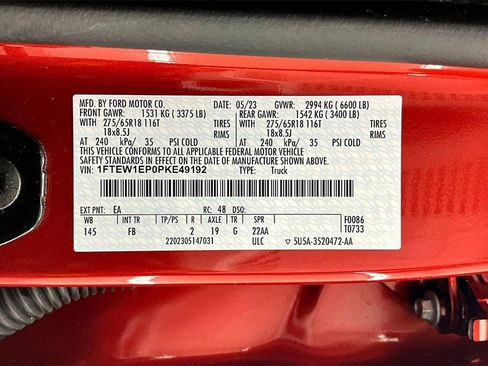 MFD. BY FORD MOTOR CO. 05/23 GVWR: 2994 KG ( 6600 LB)
FRONT GAWR: 1531 KG ( 3375 LB) REAR GAWR: 1542 KG ( 3400 LB)
275/65R18 116T TIRES 275/65R18 116T TIRES
18x8.5J RIMS 18x8.5J RIMS
AT 240 kPa/ 35 PSI COLD AT 240 kPa/ 35 PSI COLD
THIS VEHICLE CONFORMS TO ALL APPLICABLE FEDERAL MOTOR VEHICLE
SAFETY STANDARDS IN EFFECT ON THE DATE OF MANUFACTURE SHOWN ABOVE.
VIN: 1FTEW1EP0PKE49192 TYPE: Truck
EXT PNT: EA RC: 48 DSO: F0086
WB FB TP/PS R AXLE TR SPR T0733
145 FB 2 19 G 22AA
2202305147031 ULC 5U5A-3520472-AA